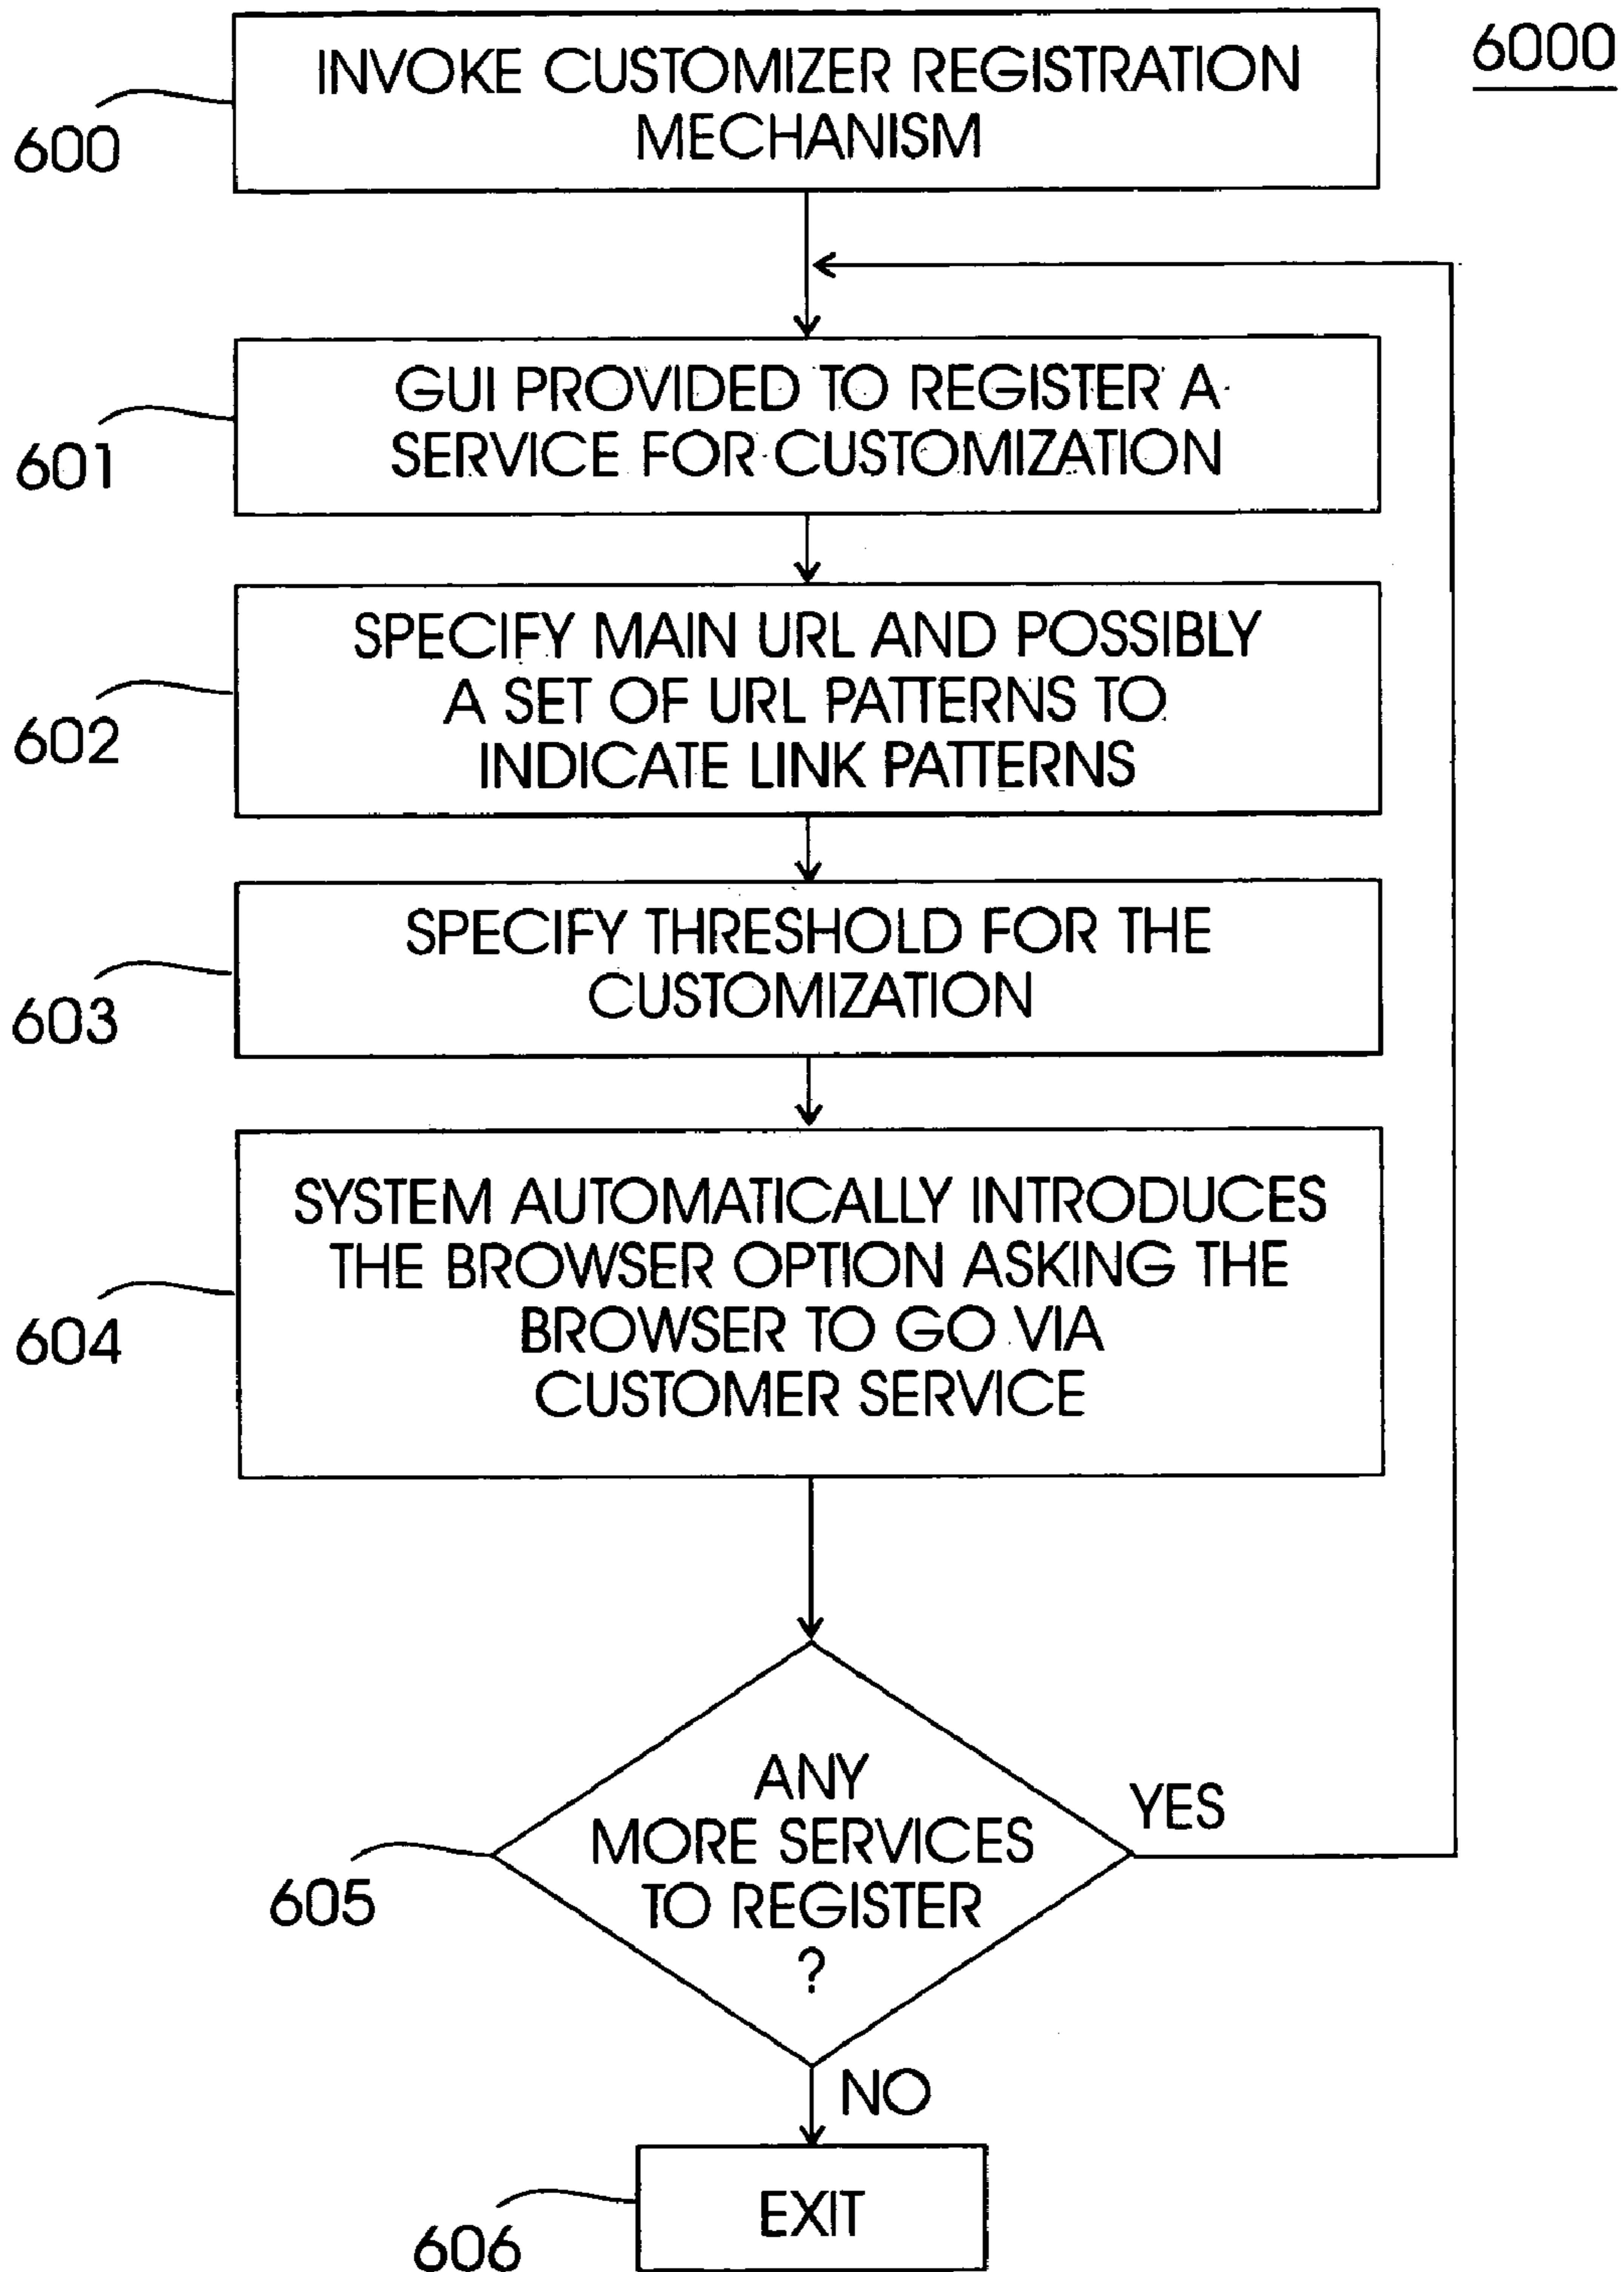 6000
INVOKE CUSTOMIZER REGISTRATION
MECHANISM
600
GUI PROVIDED TO REGISTER A
SERVICE FOR CUSTOMIZATION
601
SPECIFY MAIN URL AND POSSIBLY
A SET OF URL PATTERNS TO
INDICATE LINK PATTERNS
602
SPECIFY THRESHOLD FOR THE
CUSTOMIZATION
603
SYSTEM AUTOMATICALLY INTRODUCES
THE BROWSER OPTION ASKING THE
BROWSER TO GO VIA
CUSTOMER SERVICE
604
ANY
MORE SERVICES
TO REGISTER
?
YES
605
NO
EXIT
606